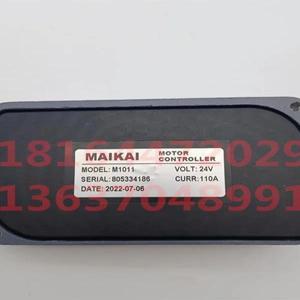 MAIKAI MOTOR CONTROLLER
MODEL: M1011 VOLT: 24V
SERIAL: 805334186 CURR: 110A
DATE: 2022-07-06
13637048991